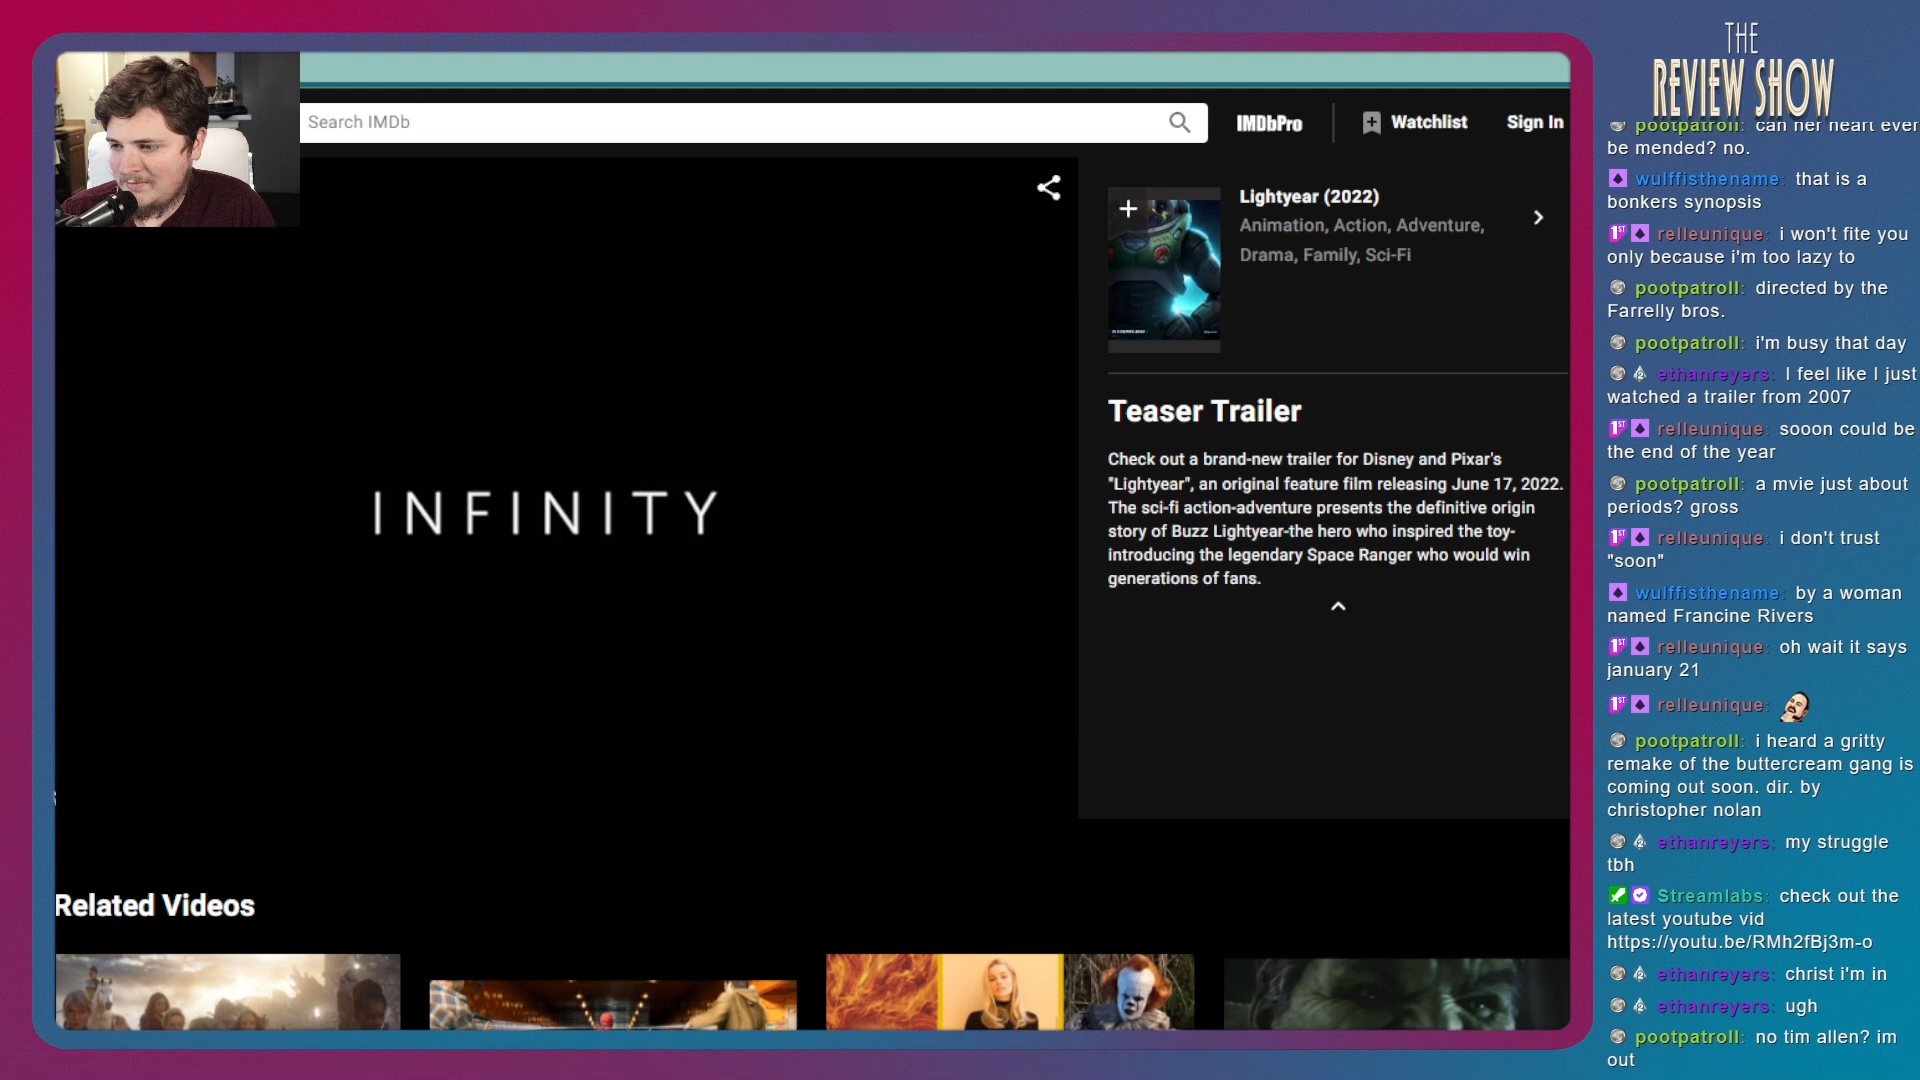 THE
REVIEW SHOW
Search IMDb
IMDbPro
Watchlist
Sign In
Lightyear (2022)
Animation, Action, Adventure,
Drama, Family, Sci-Fi
INFINITY
Teaser Trailer
Check out a brand-new trailer for Disney and Pixar's
"Lightyear", an original feature film releasing June 17, 2022.
The sci-fi action-adventure presents the definitive origin
story of Buzz Lightyear-the hero who inspired the toy-
introducing the legendary Space Ranger who would win
generations of fans.
Related Videos
pootpatroll: can her heart ever
be mended? no.
wulffisthename: that is a
bonkers synopsis
1ST relleunique: i won't fite you
only because i'm too lazy to
pootpatroll: directed by the
Farrelly bros.
pootpatroll: i'm busy that day
2 ethanreyers: I feel like I just
watched a trailer from 2007
1ST relleunique: sooon could be
the end of the year
pootpatroll: a mvie just about
periods? gross
1ST relleunique: i don't trust
"soon"
wulffisthename: by a woman
named Francine Rivers
1ST relleunique: oh wait it says
january 21
1ST relleunique:
pootpatroll: i heard a gritty
remake of the buttercream gang is
coming out soon. dir. by
christopher nolan
2 ethanreyers: my struggle
tbh
Streamlabs: check out the
latest youtube vid
https://youtu.be/RMh2fBj3m-o
2 ethanreyers: christ i'm in
2 ethanreyers: ugh
pootpatroll: no tim allen? im
out